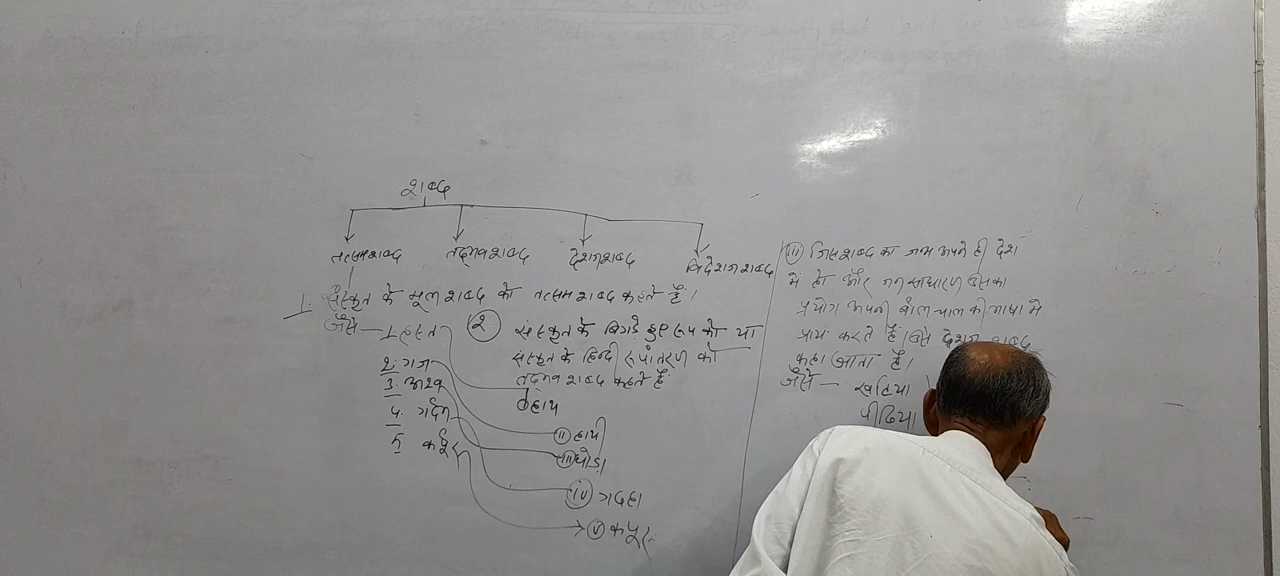 शब्द
तत्सम शब्द तद्भव शब्द देशज शब्द विदेशज शब्द
1 संस्कृत के मूल शब्द को तत्सम शब्द कहते हैं।
जैसे — 1. हस्त
2. गज
3. अश्व
4. गर्दभ
5 कर्पूर
2 संस्कृत के बिगड़े हुए रूप को या
संस्कृत के हिन्दी रूपांतरण को
तद्भव शब्द कहते हैं
हाथ
(ii) हाथी
(iii) घोड़ा
(iv) गदहा
(v) कपूर
(iii) जिस शब्द का जन्म अपने ही देश
में हो और जन साधारण उसका
प्रयोग अपनी बोल चाल की भाषा में
प्रायः करते हैं। उसे देशज शब्द
कहा जाता है।
जैसे — खटिया
पीढिया